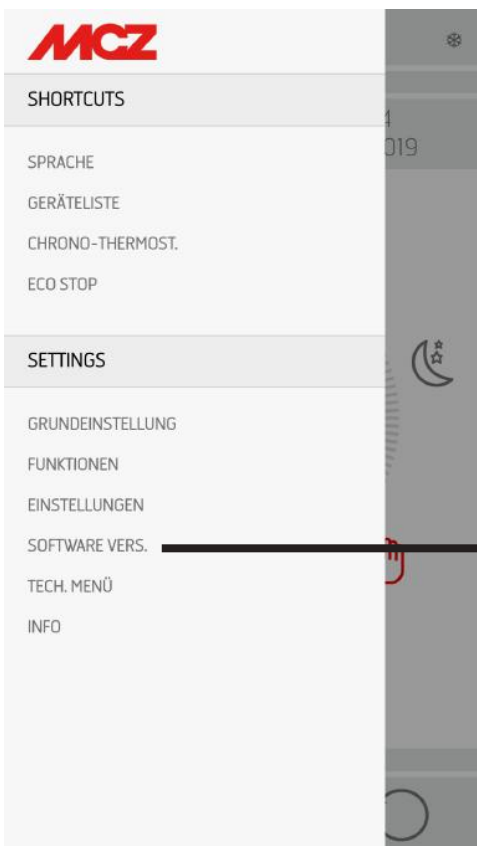 MCZ
SHORTCUTS
SPRACHE
GERÄTELISTE
CHRONO-THERMOST.
ECO STOP
SETTINGS
GRUNDEINSTELLUNG
FUNKTIONEN
EINSTELLUNGEN
SOFTWARE VERS.
TECH. MENÜ
INFO